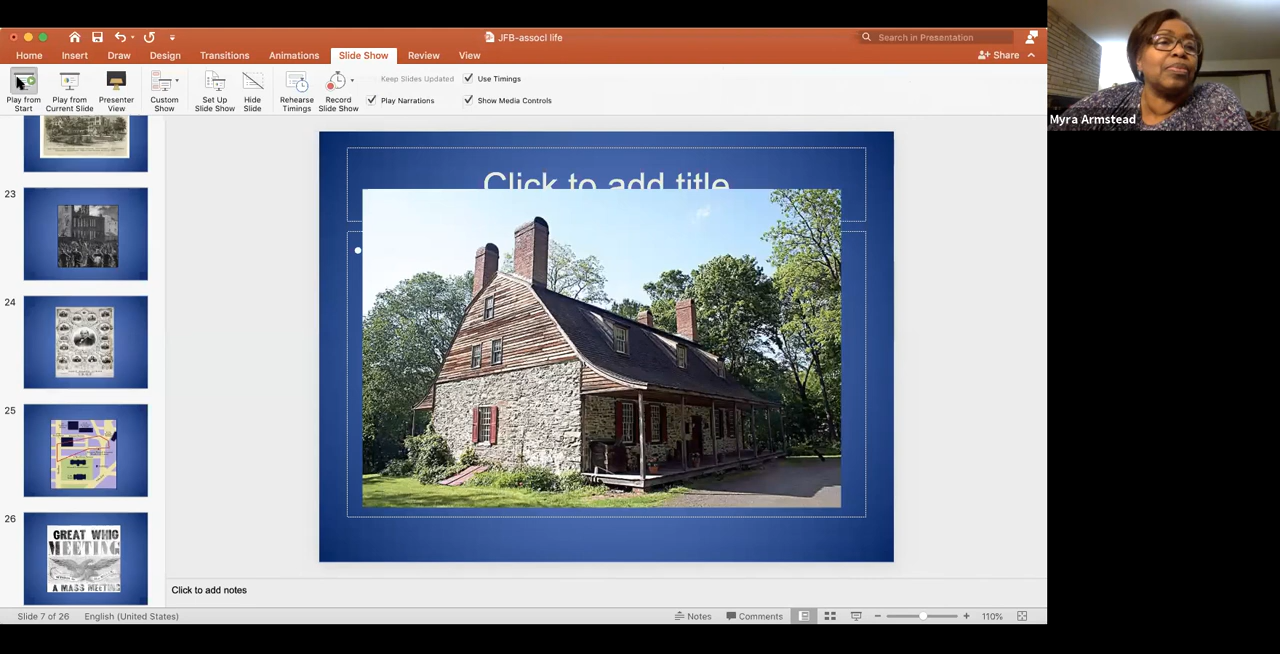 JFB-assocl life
Search in Presentation
Home Insert Draw Design Transitions Animations Slide Show Review View
Share
Play from Start
Play from Current Slide
Presenter View
Custom Show
Set Up Slide Show
Hide Slide
Rehearse Timings
Record Slide Show
Keep Slides Updated
Use Timings
Play Narrations
Show Media Controls
Myra Armstead
Click to add title
23
24
25
26
GREAT WHIG
MEETING
A MASS MEETING
Click to add notes
Slide 7 of 26 English (United States)
Notes Comments 110%